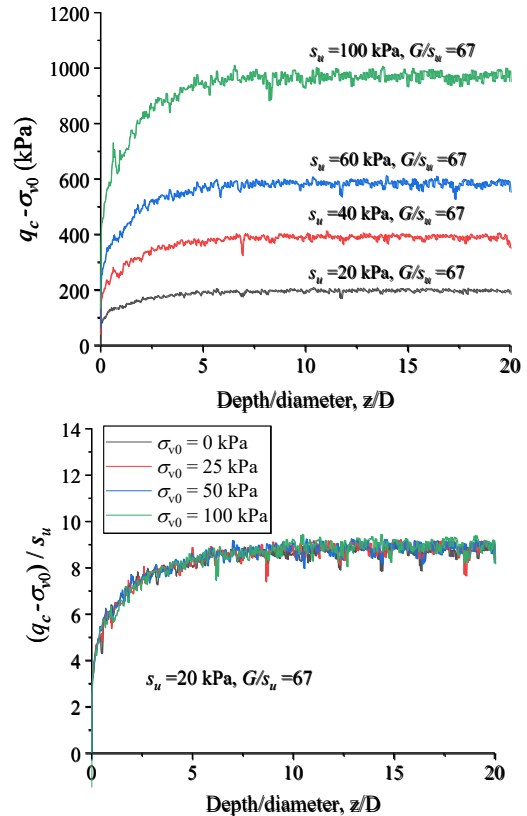 s_u =100 kPa, G/s_u =67
1200
1000
800
600
400
200
0
q_c - σ_v0 (kPa)
s_u =60 kPa, G/s_u =67
s_u =40 kPa, G/s_u =67
s_u =20 kPa, G/s_u =67
0 5 10 15 20
Depth/diameter, z/D
14
12
10
8
6
4
2
0
(q_c - σ_v0) / s_u
σ_v0 = 0 kPa
σ_v0 = 25 kPa
σ_v0 = 50 kPa
σ_v0 = 100 kPa
s_u =20 kPa, G/s_u =67
0 5 10 15 20
Depth/diameter, z/D